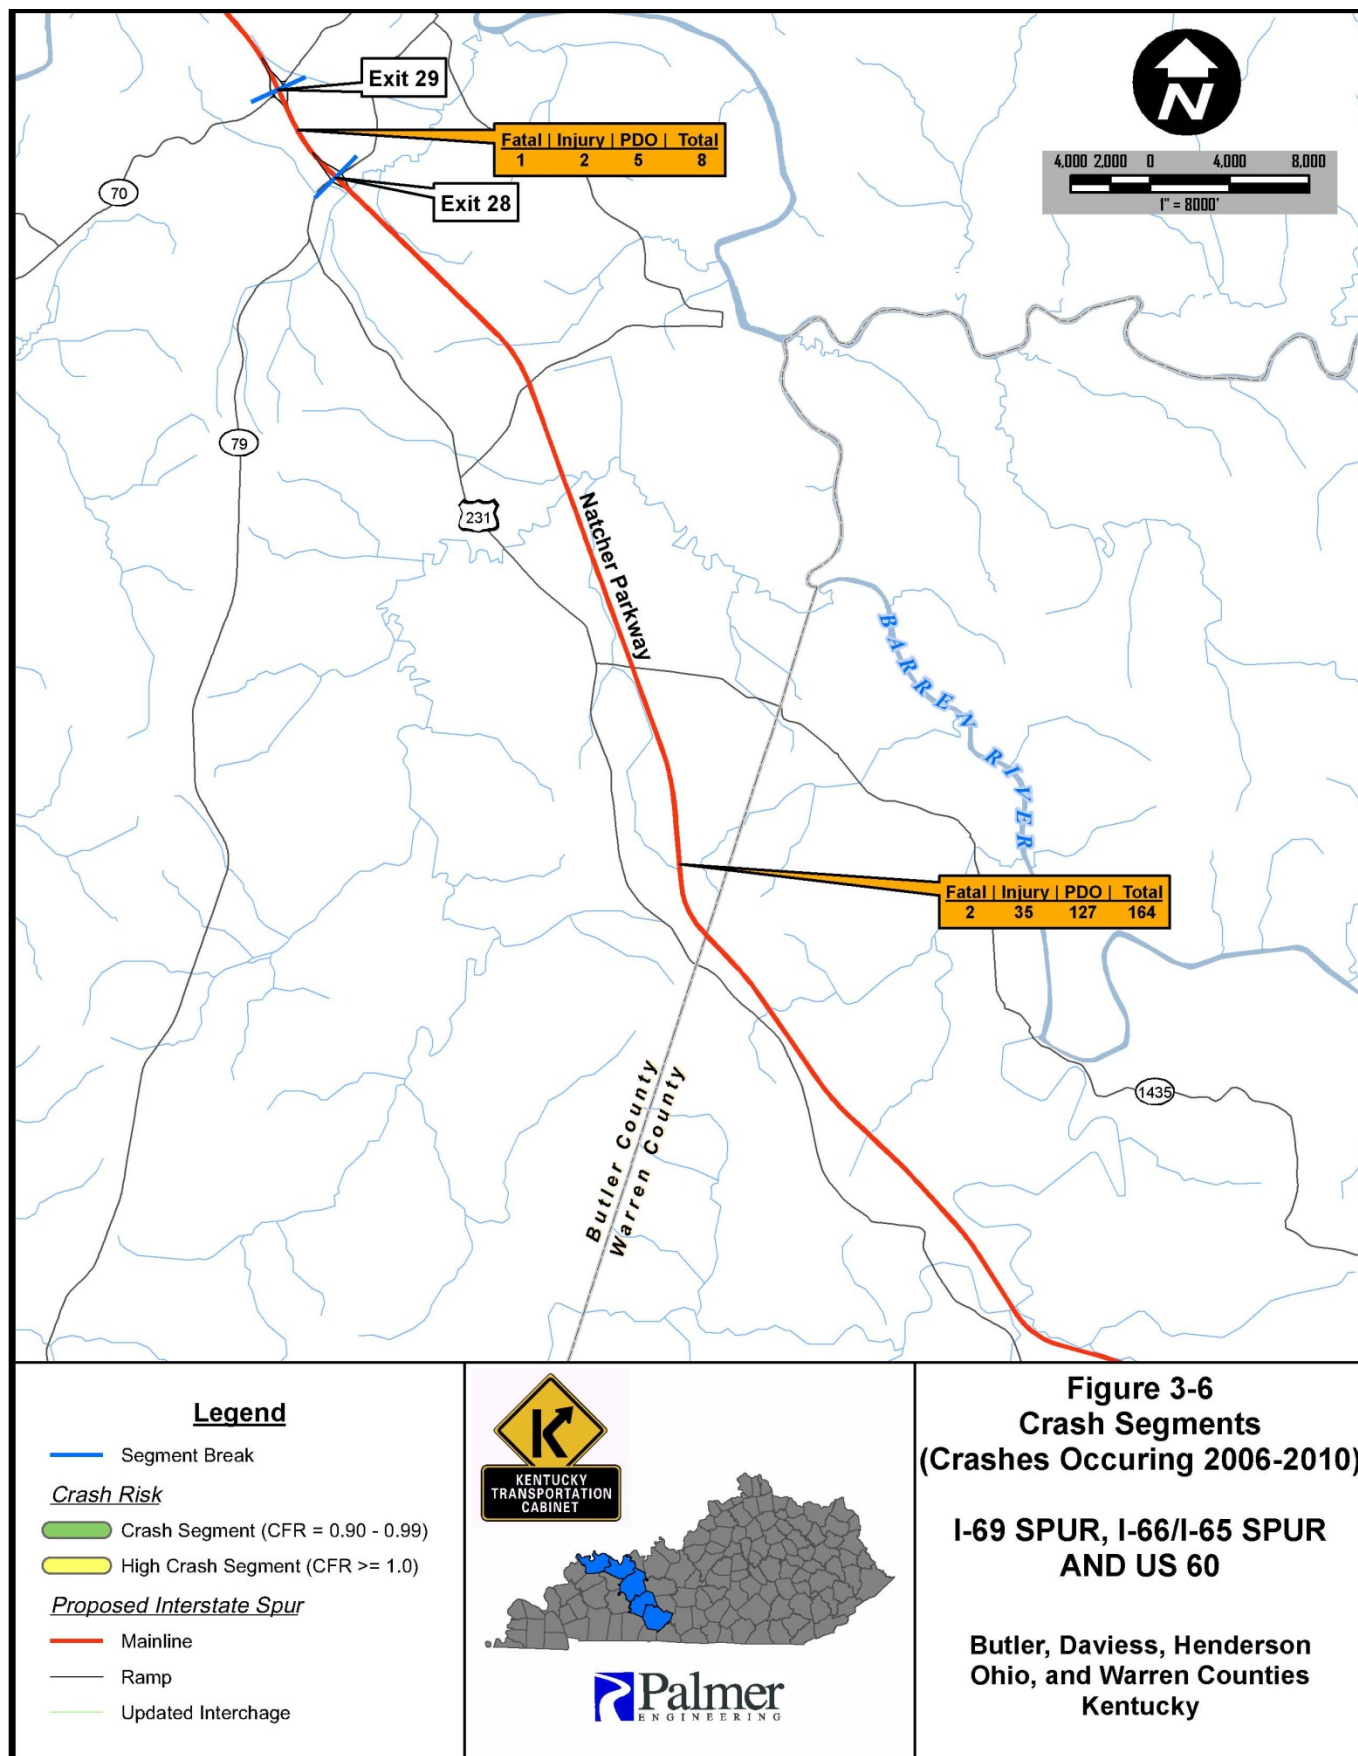 Exit 29
Fatal | Injury | PDO | Total
1 2 5 8
Exit 28
N
4,000 2,000 0 4,000 8,000
1" = 8000'
70
79
231
Natcher Parkway
BARREN RIVER
Fatal | Injury | PDO | Total
2 35 127 164
1435
Butler County
Warren County
Legend
Segment Break
Crash Risk
Crash Segment (CFR = 0.90 - 0.99)
High Crash Segment (CFR >= 1.0)
Proposed Interstate Spur
Mainline
Ramp
Updated Interchage
KENTUCKY
TRANSPORTATION
CABINET
Palmer
ENGINEERING
Figure 3-6
Crash Segments
(Crashes Occuring 2006-2010)
I-69 SPUR, I-66/I-65 SPUR
AND US 60
Butler, Daviess, Henderson
Ohio, and Warren Counties
Kentucky